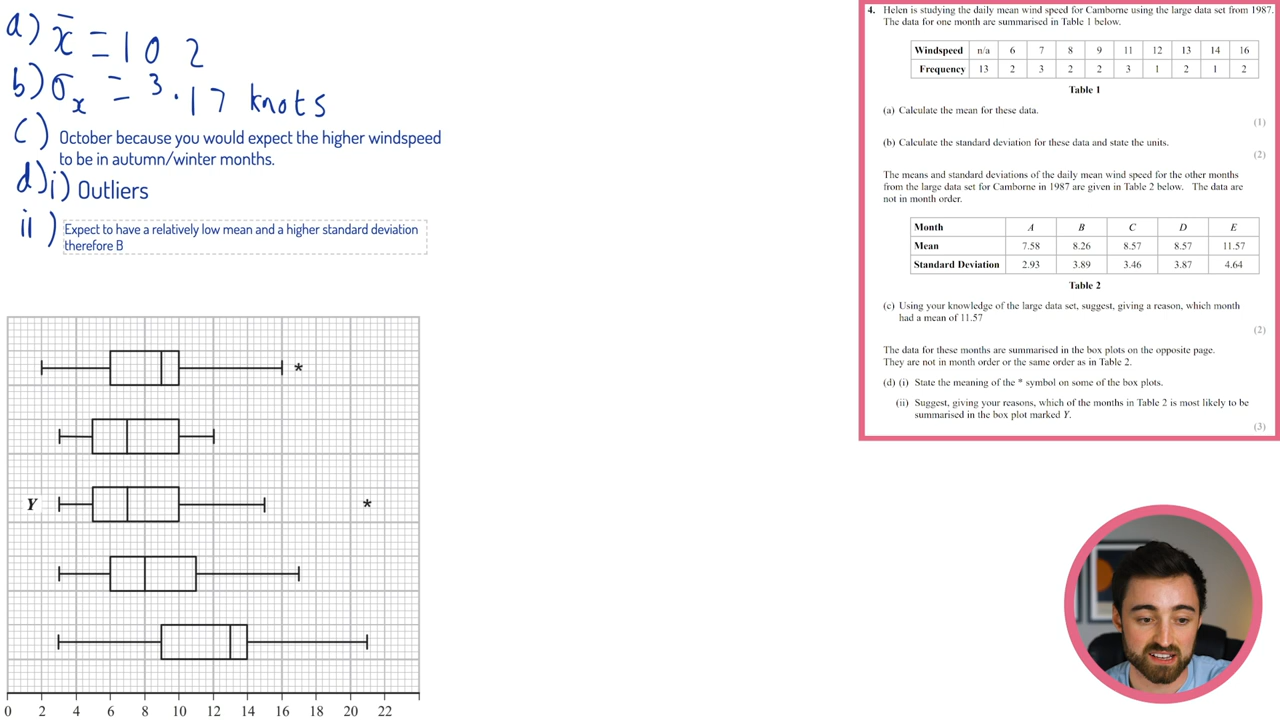 a) x̄ = 10 2
b) σx = 3.17 knots
c) October because you would expect the higher windspeed
to be in autumn/winter months.
d) i) Outliers
ii) Expect to have a relatively low mean and a higher standard deviation
therefore B
Y
*
*
0 2 4 6 8 10 12 14 16 18 20 22
4. Helen is studying the daily mean wind speed for Camborne using the large data set from 1987.
The data for one month are summarised in Table 1 below.
Windspeed n/a 6 7 8 9 11 12 13 14 16
Frequency 13 2 3 2 2 3 1 2 1 2
Table 1
(a) Calculate the mean for these data.
(1)
(b) Calculate the standard deviation for these data and state the units.
(2)
The means and standard deviations of the daily mean wind speed for the other months
from the large data set for Camborne in 1987 are given in Table 2 below. The data are
not in month order.
Month A B C D E
Mean 7.58 8.26 8.57 8.57 11.57
Standard Deviation 2.93 3.89 3.46 3.87 4.64
Table 2
(c) Using your knowledge of the large data set, suggest, giving a reason, which month
had a mean of 11.57
(2)
The data for these months are summarised in the box plots on the opposite page.
They are not in month order or the same order as in Table 2.
(d) (i) State the meaning of the * symbol on some of the box plots.
(ii) Suggest, giving your reasons, which of the months in Table 2 is most likely to be
summarised in the box plot marked Y.
(3)